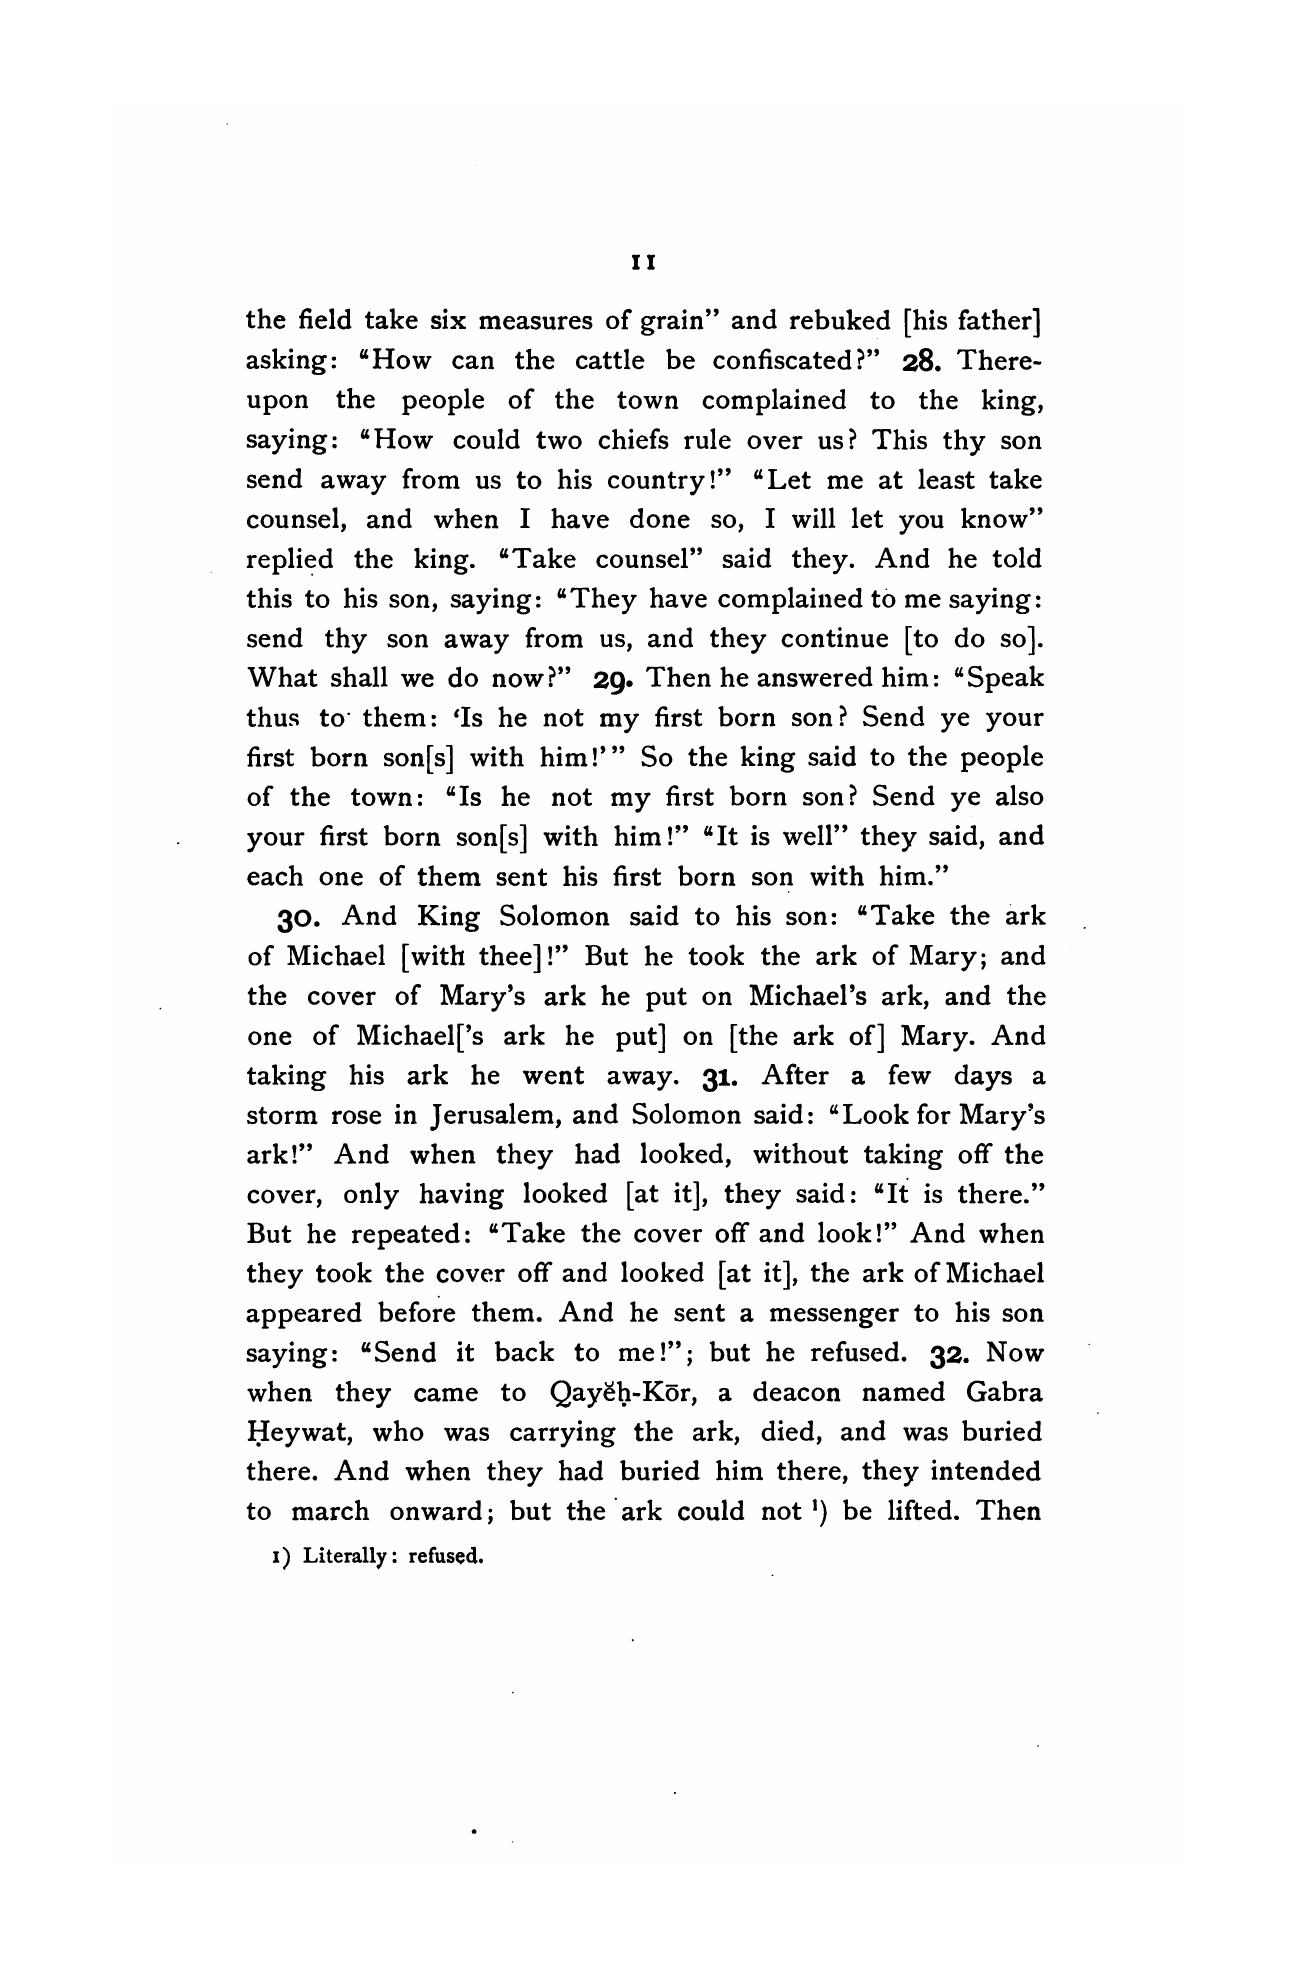 11
the field take six measures of grain” and rebuked [his father]
asking: “How can the cattle be confiscated?” 28. There-
upon the people of the town complained to the king,
saying: “How could two chiefs rule over us? This thy son
send away from us to his country!” “Let me at least take
counsel, and when I have done so, I will let you know”
replied the king. “Take counsel” said they. And he told
this to his son, saying: “They have complained to me saying:
send thy son away from us, and they continue [to do so].
What shall we do now?” 29. Then he answered him: “Speak
thus to them: ‘Is he not my first born son? Send ye your
first born son[s] with him!’” So the king said to the people
of the town: “Is he not my first born son? Send ye also
your first born son[s] with him!” “It is well” they said, and
each one of them sent his first born son with him.”
30. And King Solomon said to his son: “Take the ark
of Michael [with thee]!” But he took the ark of Mary; and
the cover of Mary’s ark he put on Michael’s ark, and the
one of Michael[’s ark he put] on [the ark of] Mary. And
taking his ark he went away. 31. After a few days a
storm rose in Jerusalem, and Solomon said: “Look for Mary’s
ark!” And when they had looked, without taking off the
cover, only having looked [at it], they said: “It is there.”
But he repeated: “Take the cover off and look!” And when
they took the cover off and looked [at it], the ark of Michael
appeared before them. And he sent a messenger to his son
saying: “Send it back to me!”; but he refused. 32. Now
when they came to Qayĕḥ-Kōr, a deacon named Gabra
Ḥeywat, who was carrying the ark, died, and was buried
there. And when they had buried him there, they intended
to march onward; but the ark could not ¹) be lifted. Then
1) Literally: refused.